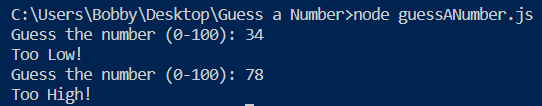 C:\Users\Bobby\Desktop\Guess a Number>node guessANumber.js
Guess the number (0-100): 34
Too Low!
Guess the number (0-100): 78
Too High!